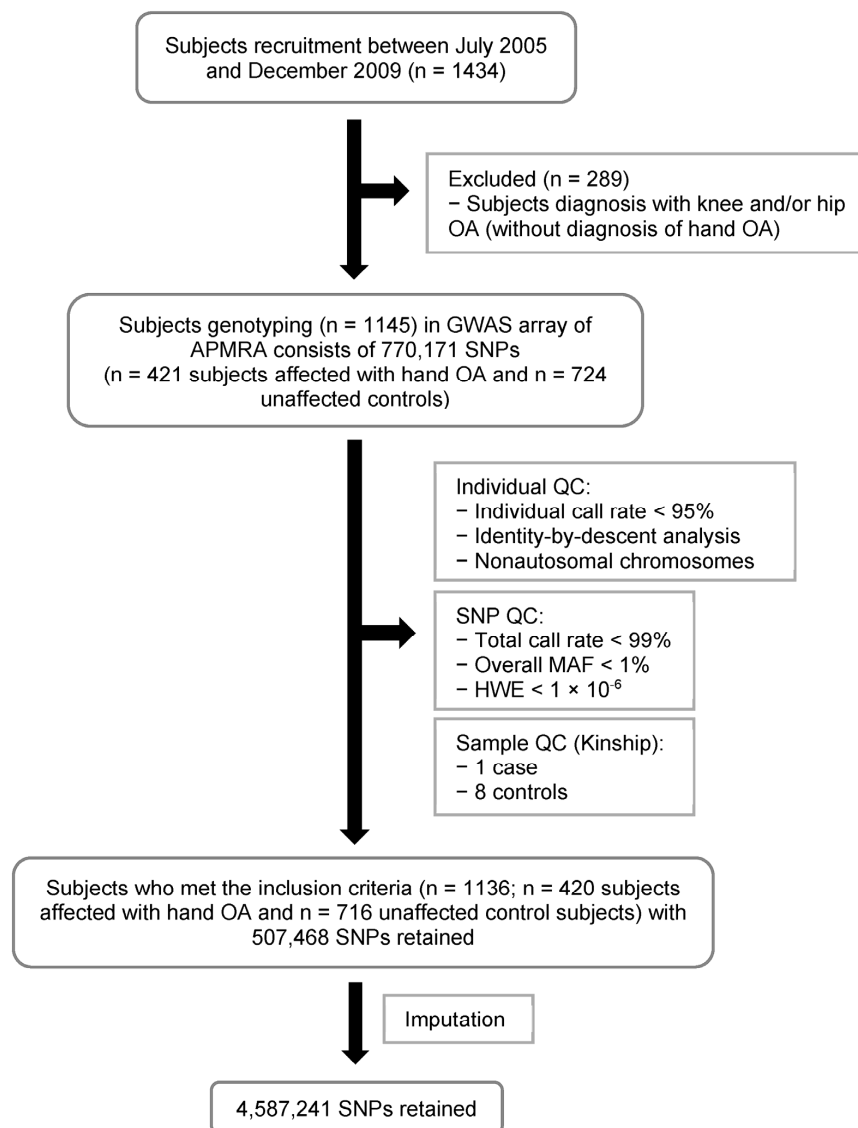 Subjects recruitment between July 2005
and December 2009 (n = 1434)
Excluded (n = 289)
− Subjects diagnosis with knee and/or hip
OA (without diagnosis of hand OA)
Subjects genotyping (n = 1145) in GWAS array of
APMRA consists of 770,171 SNPs
(n = 421 subjects affected with hand OA and n = 724
unaffected controls)
Individual QC:
− Individual call rate < 95%
− Identity-by-descent analysis
− Nonautosomal chromosomes
SNP QC:
− Total call rate < 99%
− Overall MAF < 1%
− HWE < 1 × 10⁻⁶
Sample QC (Kinship):
− 1 case
− 8 controls
Subjects who met the inclusion criteria (n = 1136; n = 420 subjects
affected with hand OA and n = 716 unaffected control subjects) with
507,468 SNPs retained
Imputation
4,587,241 SNPs retained